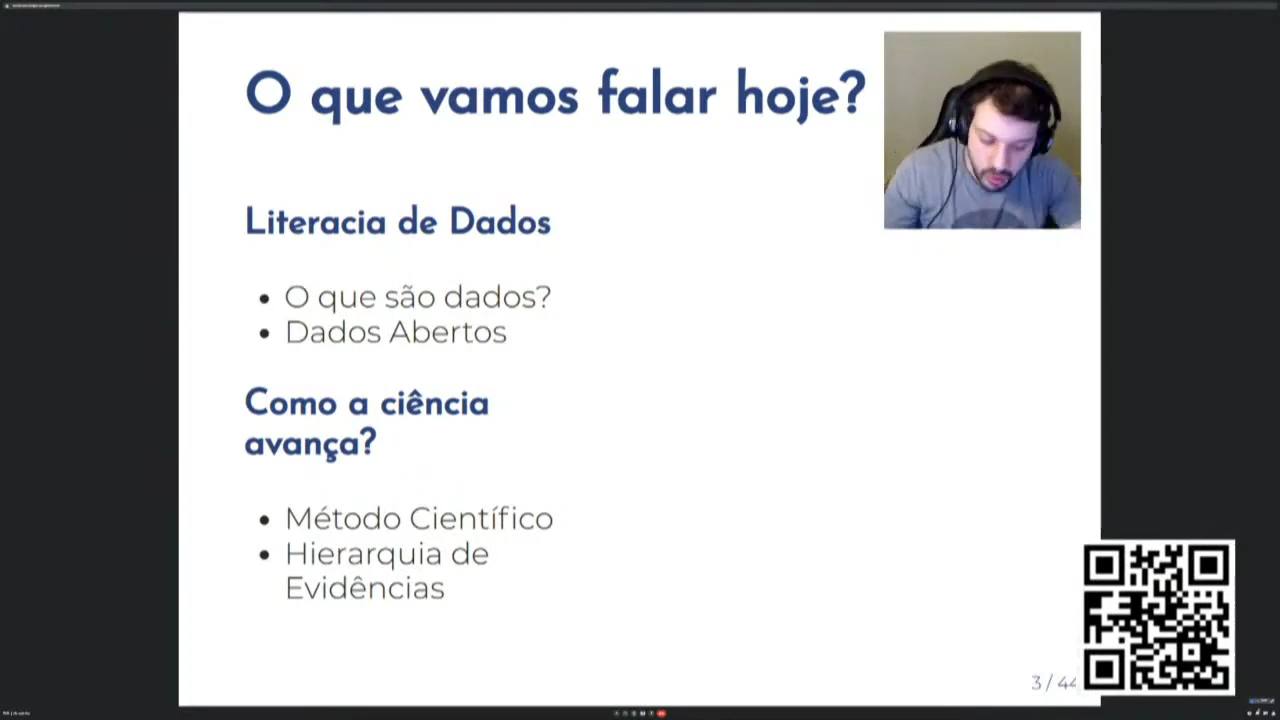 O que vamos falar hoje?
Literacia de Dados
O que são dados?
Dados Abertos
Como a ciência
avança?
Método Científico
Hierarquia de
Evidências
3 / 44